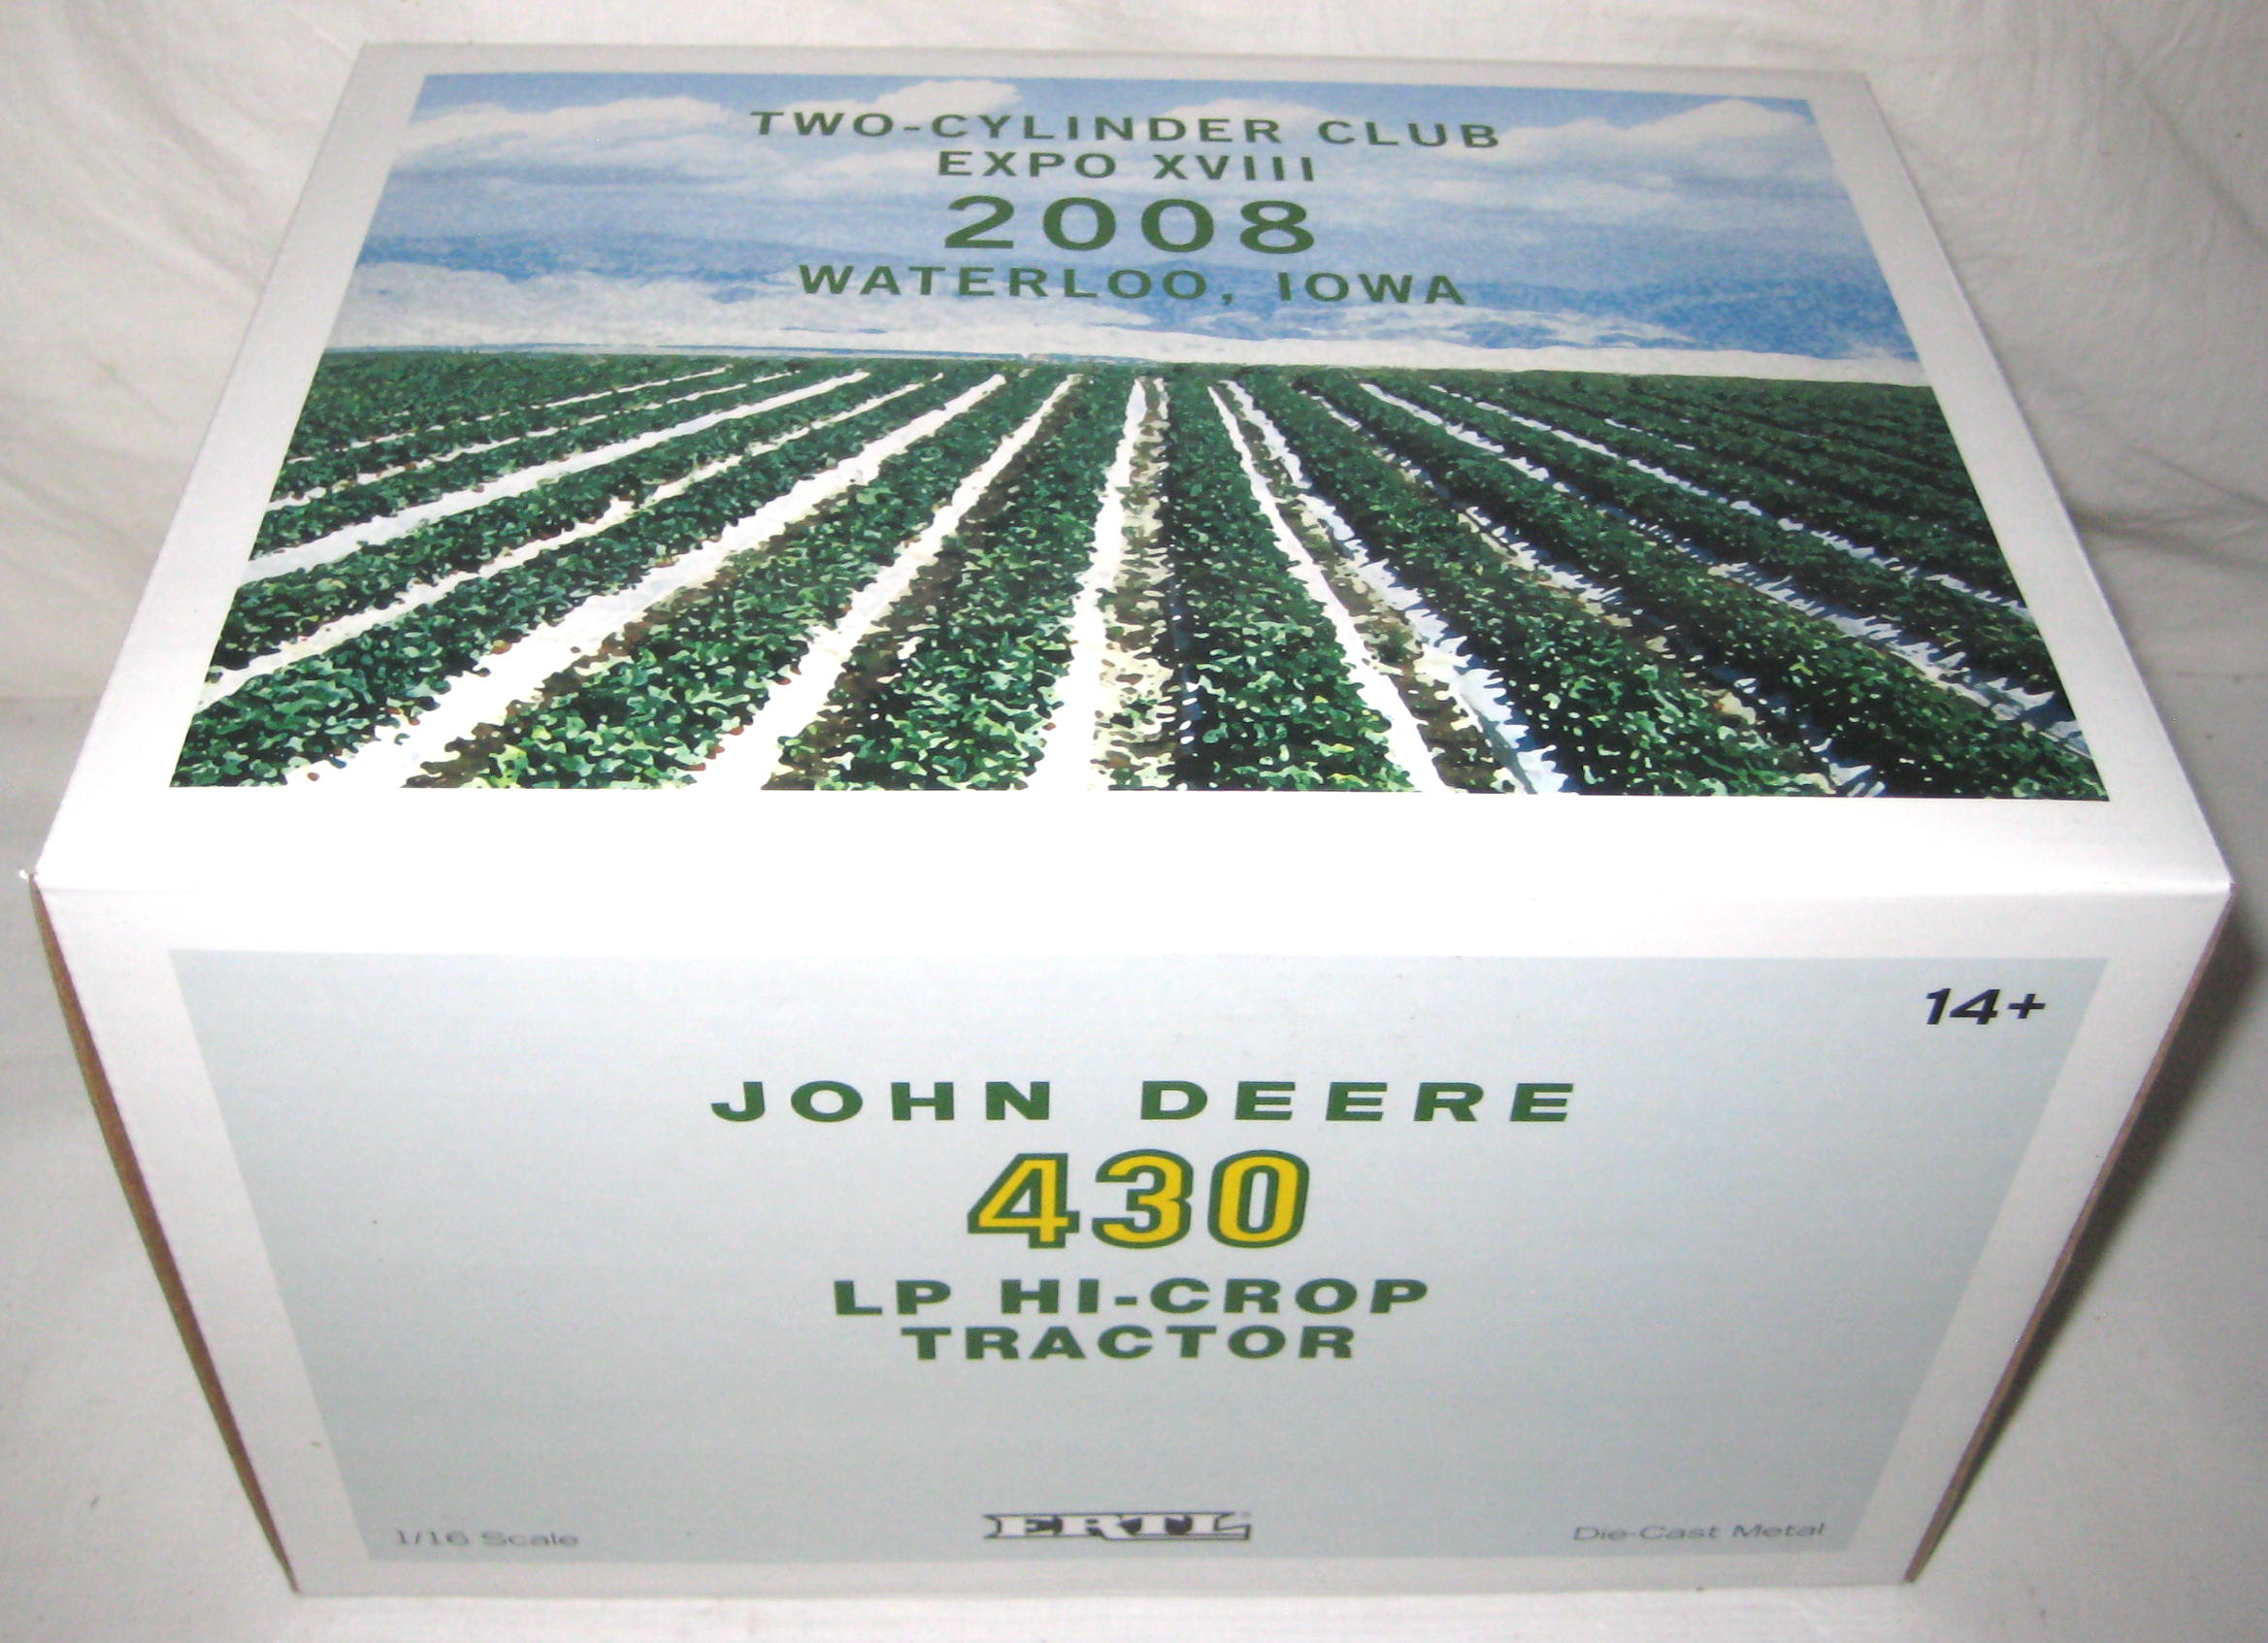 TWO-CYLINDER CLUB
EXPO XVIII
2008
WATERLOO, IOWA
14+
JOHN DEERE
430
LP HI-CROP
TRACTOR
1/16 Scale
ERTL
Die-Cast Metal